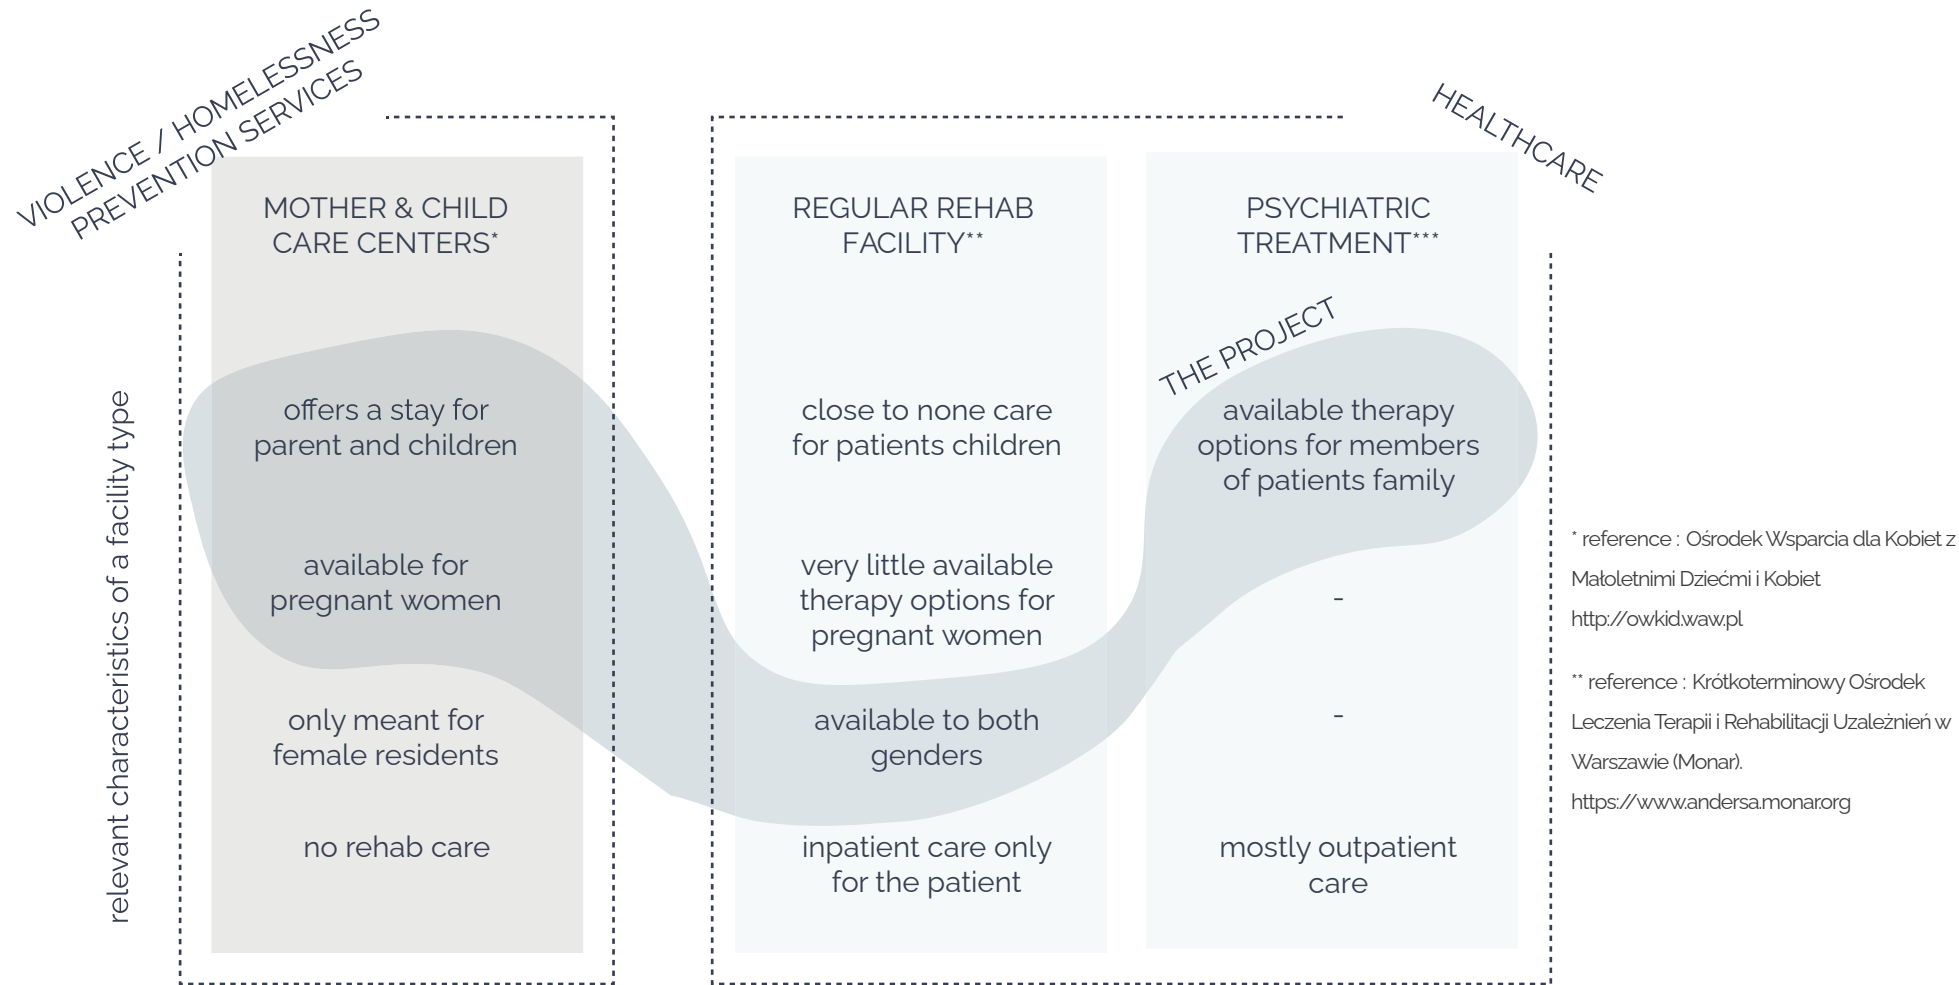 VIOLENCE / HOMELESSNESS
PREVENTION SERVICES
HEALTHCARE
relevant characteristics of a facility type
MOTHER & CHILD
CARE CENTERS*
offers a stay for
parent and children
available for
pregnant women
only meant for
female residents
no rehab care
REGULAR REHAB
FACILITY**
close to none care
for patients children
very little available
therapy options for
pregnant women
available to both
genders
inpatient care only
for the patient
PSYCHIATRIC
TREATMENT***
THE PROJECT
available therapy
options for members
of patients family
-
-
mostly outpatient
care
* reference : Ośrodek Wsparcia dla Kobiet z
Małoletnimi Dziećmi i Kobiet
http://owkid.waw.pl
** reference : Krótkoterminowy Ośrodek
Leczenia Terapii i Rehabilitacji Uzależnień w
Warszawie (Monar).
https://www.andersa.monar.org